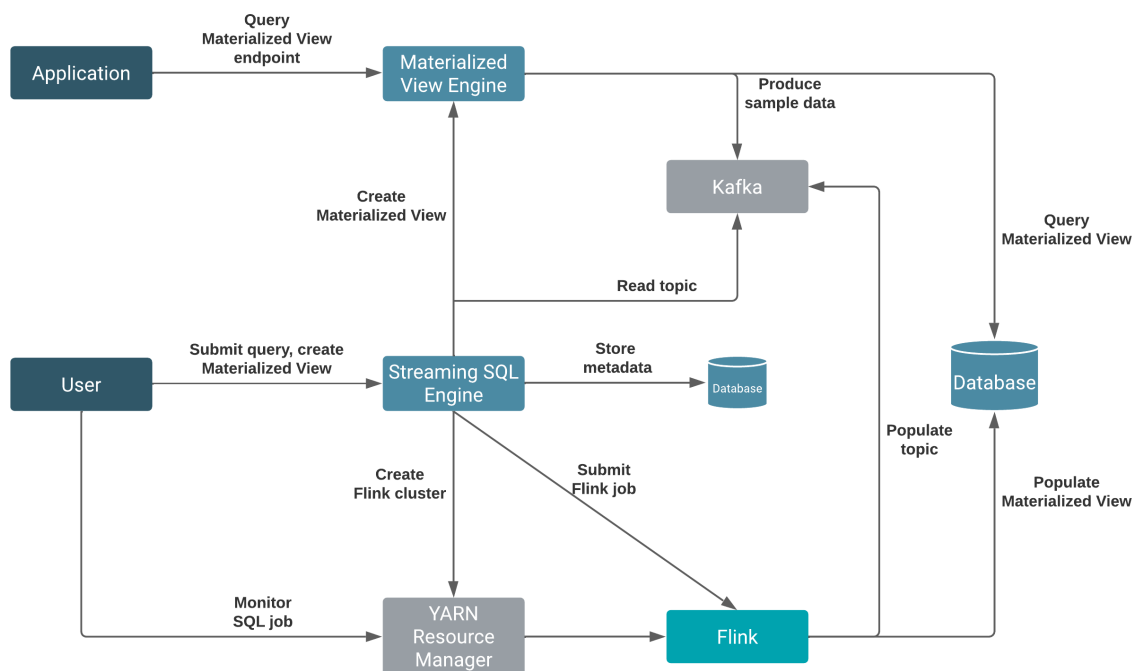 Query
Materialized View
endpoint
Application
Materialized
View Engine
Produce
sample data
Kafka
Create
Materialized View
Query
Materialized View
Read topic
Submit query, create
Materialized View
Store
metadata
User
Streaming SQL
Engine
Database
Database
Populate
topic
Create
Flink cluster
Submit
Flink job
Populate
Materialized View
Monitor
SQL job
YARN
Resource
Manager
Flink